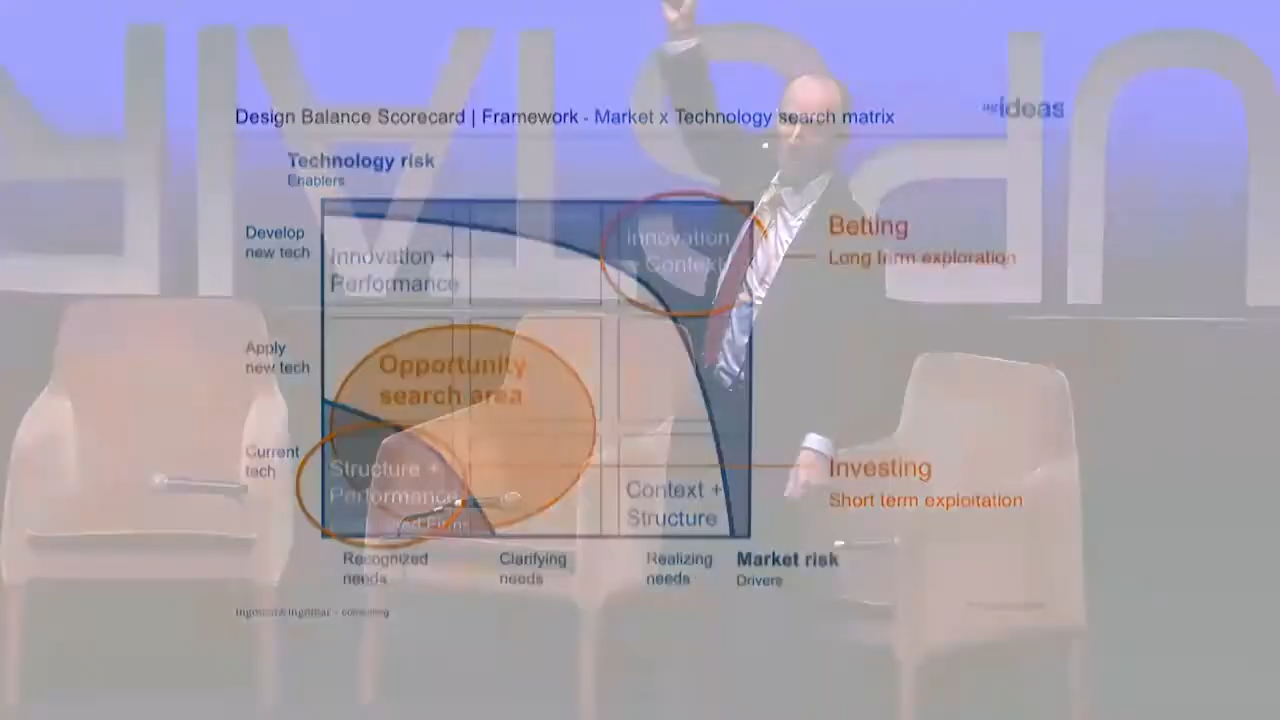 Design Balance Scorecard | Framework - Market x Technology search matrix
ideas
Technology risk
Enablers
Develop
new tech
Innovation +
Performance
Innovation
Context
Betting
Long term exploration
Apply
new tech
Opportunity
search area
Current
tech
Structure +
Performance
Context +
Structure
Investing
Short term exploitation
Recognized
needs
Clarifying
needs
Realizing
needs
Market risk
Drivers